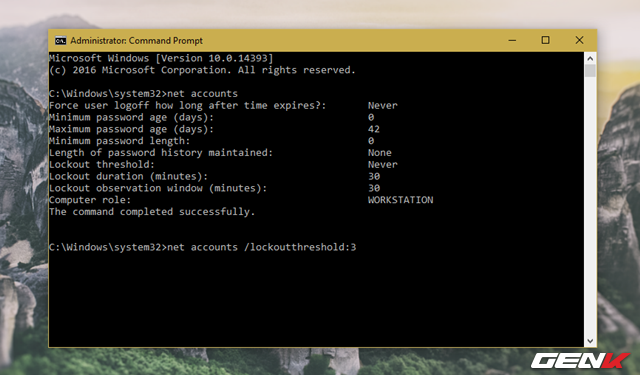 Administrator: Command Prompt
Microsoft Windows [Version 10.0.14393]
(c) 2016 Microsoft Corporation. All rights reserved.
C:\Windows\system32>net accounts
Force user logoff how long after time expires?: Never
Minimum password age (days): 0
Maximum password age (days): 42
Minimum password length: 0
Length of password history maintained: None
Lockout threshold: Never
Lockout duration (minutes): 30
Lockout observation window (minutes): 30
Computer role: WORKSTATION
The command completed successfully.
C:\Windows\system32>net accounts /lockoutthreshold:3
GENK